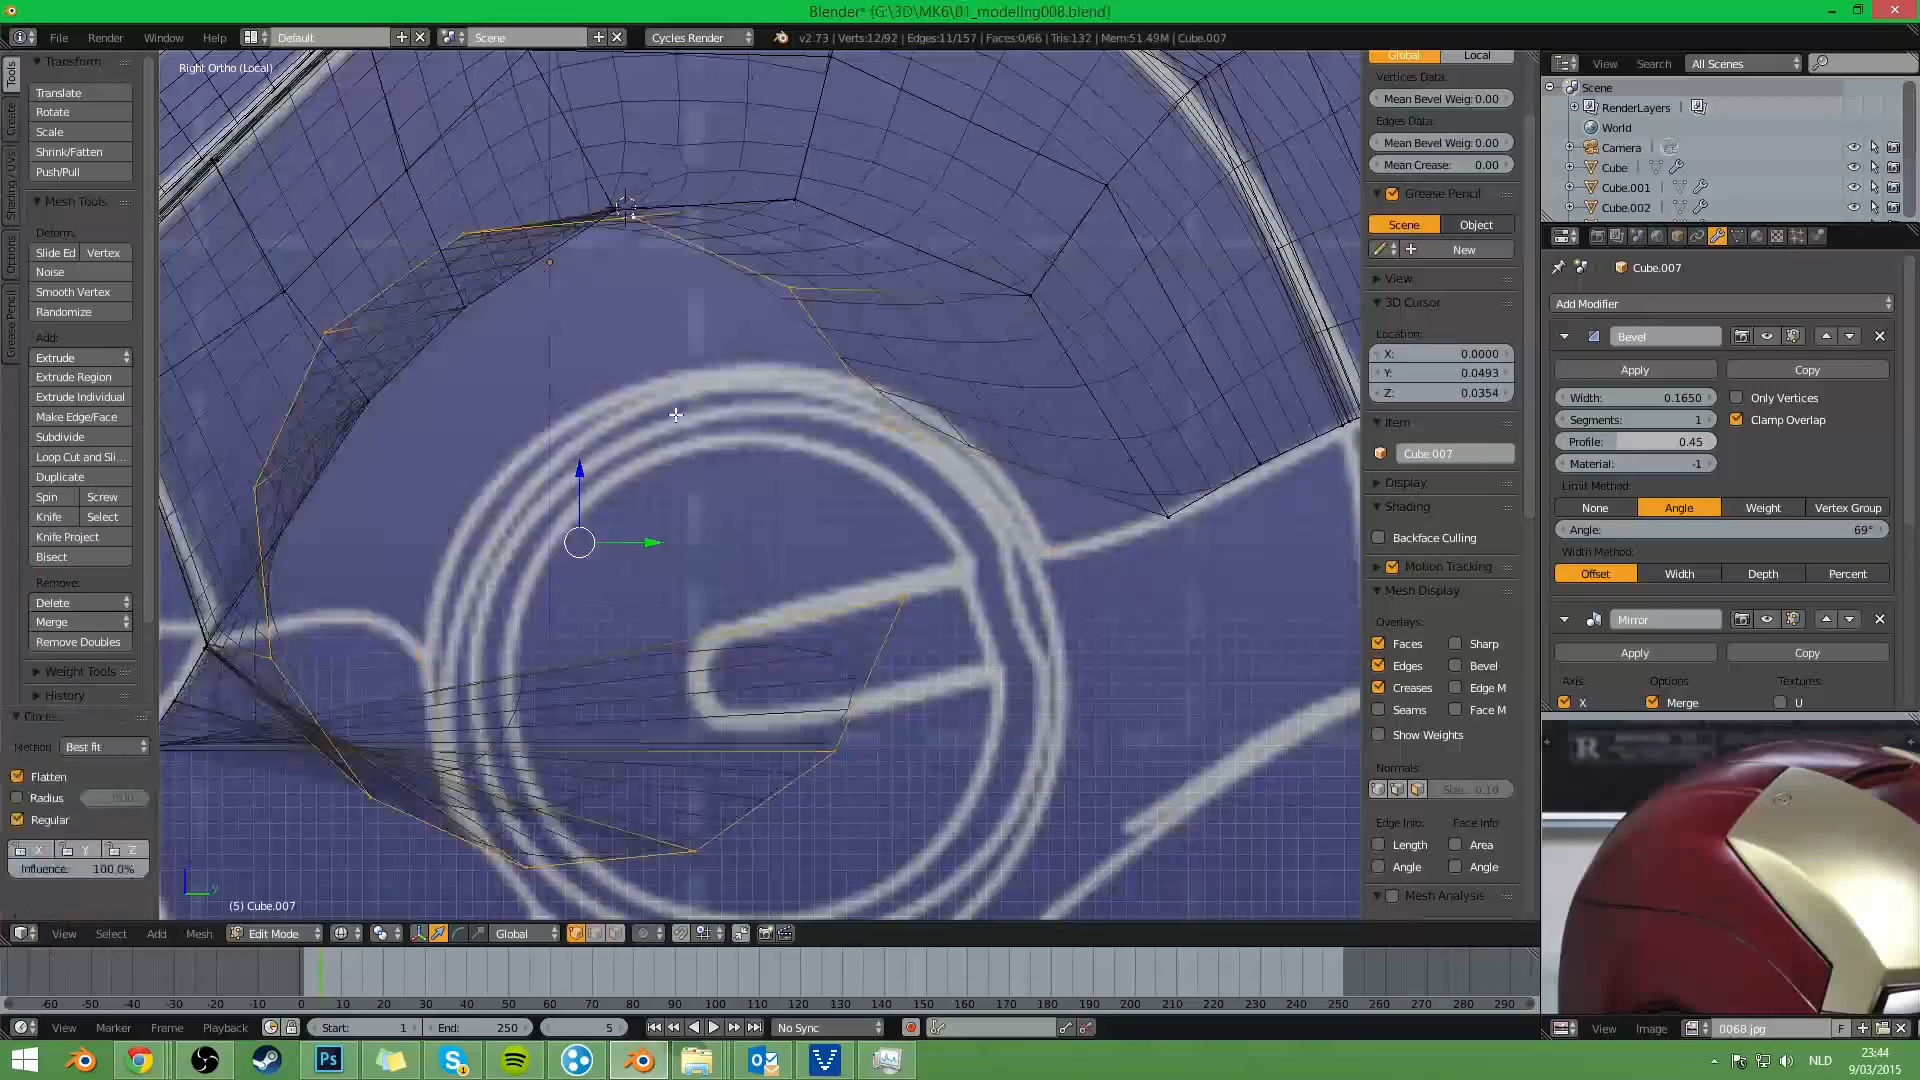 Blender* [G:\3D\MK6\01_modeling008.blend]
File Render Window Help Default Scene Cycles Render v2.73 | Verts:12/92 | Edges:11/157 | Faces:0/66 | Tris:132 | Mem:51.49M | Cube.007
Tools
Create
Shading / UVs
Options
Grease Pencil
Transform
Translate
Rotate
Scale
Shrink/Fatten
Push/Pull
Mesh Tools
Deform:
Slide Ed Vertex
Noise
Smooth Vertex
Randomize
Add:
Extrude
Extrude Region
Extrude Individual
Make Edge/Face
Subdivide
Loop Cut and Sli...
Duplicate
Spin Screw
Knife Select
Knife Project
Bisect
Remove:
Delete
Merge
Remove Doubles
Weight Tools
History
Circle
Method Best fit
Flatten
Radius
Regular
X Y Z
Influence: 100.0%
Right Ortho (Local)
(5) Cube.007
Global Local
Vertices Data:
Mean Bevel Weig: 0.00
Edges Data:
Mean Bevel Weig: 0.00
Mean Crease: 0.00
Grease Pencil
Scene Object
New
View
3D Cursor
Location:
X: 0.0000
Y: 0.0493
Z: 0.0354
Item
Cube.007
Display
Shading
Backface Culling
Motion Tracking
Mesh Display
Overlays:
Faces Sharp
Edges Bevel
Creases Edge M
Seams Face M
Show Weights
Normals:
Size: 0.10
Edge Info: Face Info:
Length Area
Angle Angle
Mesh Analysis
View Search All Scenes
Scene
RenderLayers
World
Camera
Cube
Cube.001
Cube.002
Cube.007
Add Modifier
Bevel
Apply Copy
Width: 0.1650 Only Vertices
Segments: 1 Clamp Overlap
Profile: 0.45
Material: -1
Limit Method:
None Angle Weight Vertex Group
Angle: 69°
Width Method:
Offset Width Depth Percent
Mirror
Apply Copy
Axis: Options: Textures:
X Merge U
R
View Select Add Mesh Edit Mode Global
-60 -50 -40 -30 -20 -10 0 10 20 30 40 50 60 70 80 90 100 110 120 130 140 150 160 170 180 190 200 210 220 230 240 250 260 270 280 290
View Marker Frame Playback Start: 1 End: 250 5 No Sync
View Image 0068.jpg F
Ps
NLD
23:44
9/03/2015